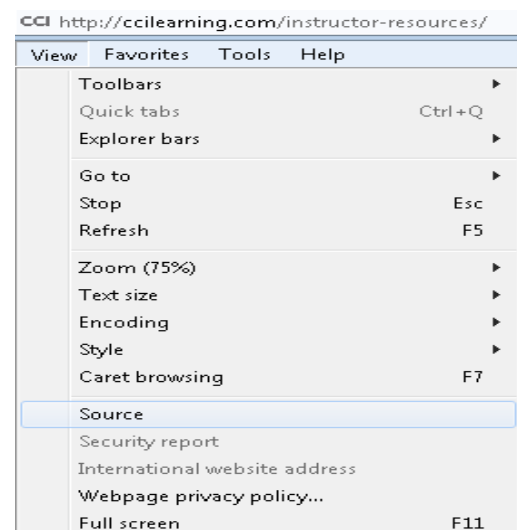 CCI http://ccilearning.com/instructor-resources/
View Favorites Tools Help
Toolbars
Quick tabs Ctrl+Q
Explorer bars
Go to
Stop Esc
Refresh F5
Zoom (75%)
Text size
Encoding
Style
Caret browsing F7
Source
Security report
International website address
Webpage privacy policy...
Full screen F11